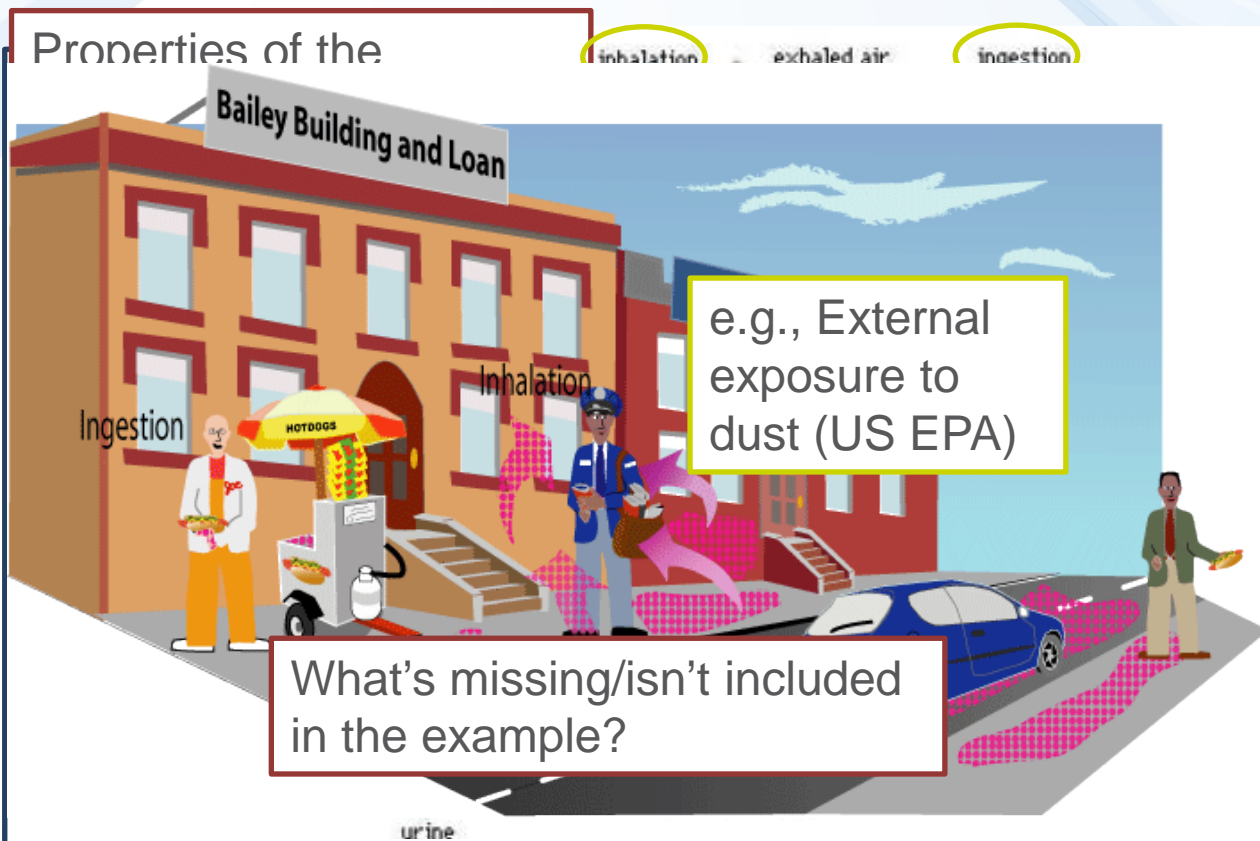 Properties of the
inhalation exhaled air ingestion
Bailey Building and Loan
e.g., External
exposure to
dust (US EPA)
Inhalation
Ingestion
HOTDOGS
Joe
What's missing/isn't included
in the example?
urine